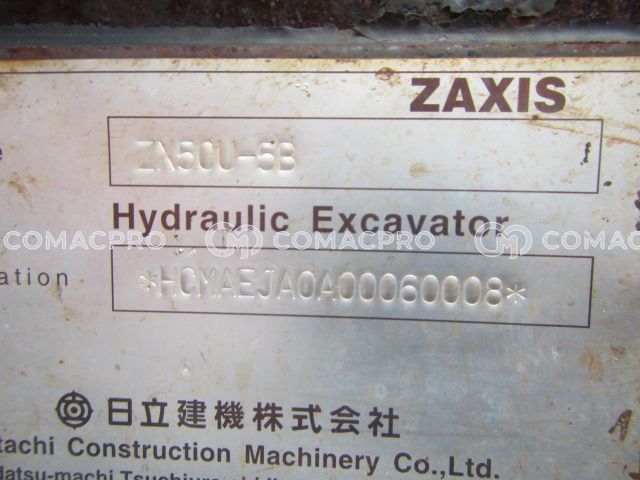 ZAXIS
ZX50U-5B
Hydraulic Excavator
COMACPRO COMACPRO COMACPRO
ation *HCMAEJA0A00060008*
日立建機株式会社
tachi Construction Machinery Co.,Ltd.